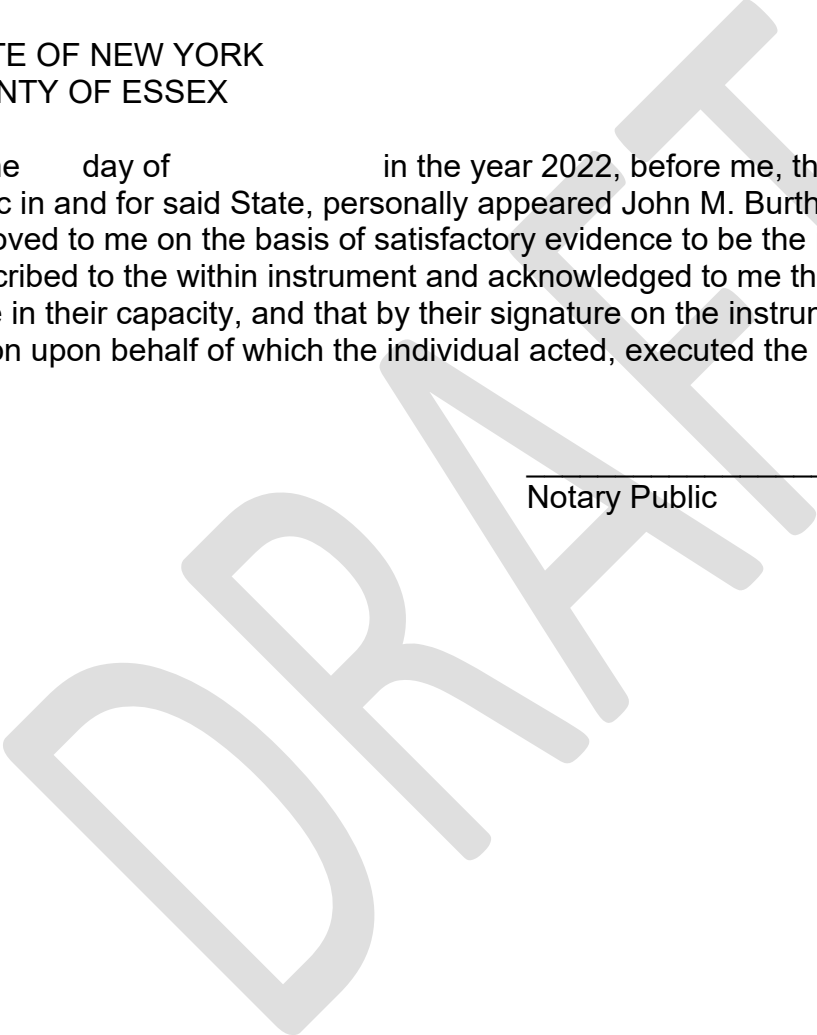 TE OF NEW YORK
NTY OF ESSEX
ne day of in the year 2022, before me, th
c in and for said State, personally appeared John M. Burth
oved to me on the basis of satisfactory evidence to be the
cribed to the within instrument and acknowledged to me th
e in their capacity, and that by their signature on the instrur
on upon behalf of which the individual acted, executed the
Notary Public
DRAFT